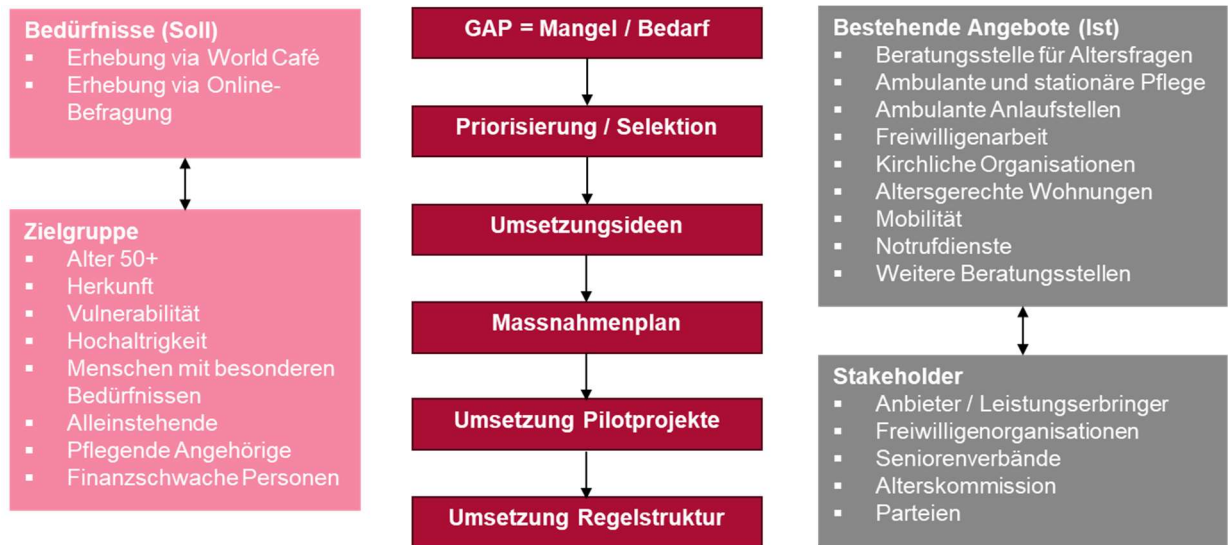 Bedürfnisse (Soll)
▪ Erhebung via World Café
▪ Erhebung via Online-
Befragung
Zielgruppe
▪ Alter 50+
▪ Herkunft
▪ Vulnerabilität
▪ Hochaltrigkeit
▪ Menschen mit besonderen
Bedürfnissen
▪ Alleinstehende
▪ Pflegende Angehörige
▪ Finanzschwache Personen
GAP = Mangel / Bedarf
Priorisierung / Selektion
Umsetzungsideen
Massnahmenplan
Umsetzung Pilotprojekte
Umsetzung Regelstruktur
Bestehende Angebote (Ist)
▪ Beratungsstelle für Altersfragen
▪ Ambulante und stationäre Pflege
▪ Ambulante Anlaufstellen
▪ Freiwilligenarbeit
▪ Kirchliche Organisationen
▪ Altersgerechte Wohnungen
▪ Mobilität
▪ Notrufdienste
▪ Weitere Beratungsstellen
Stakeholder
▪ Anbieter / Leistungserbringer
▪ Freiwilligenorganisationen
▪ Seniorenverbände
▪ Alterskommission
▪ Parteien